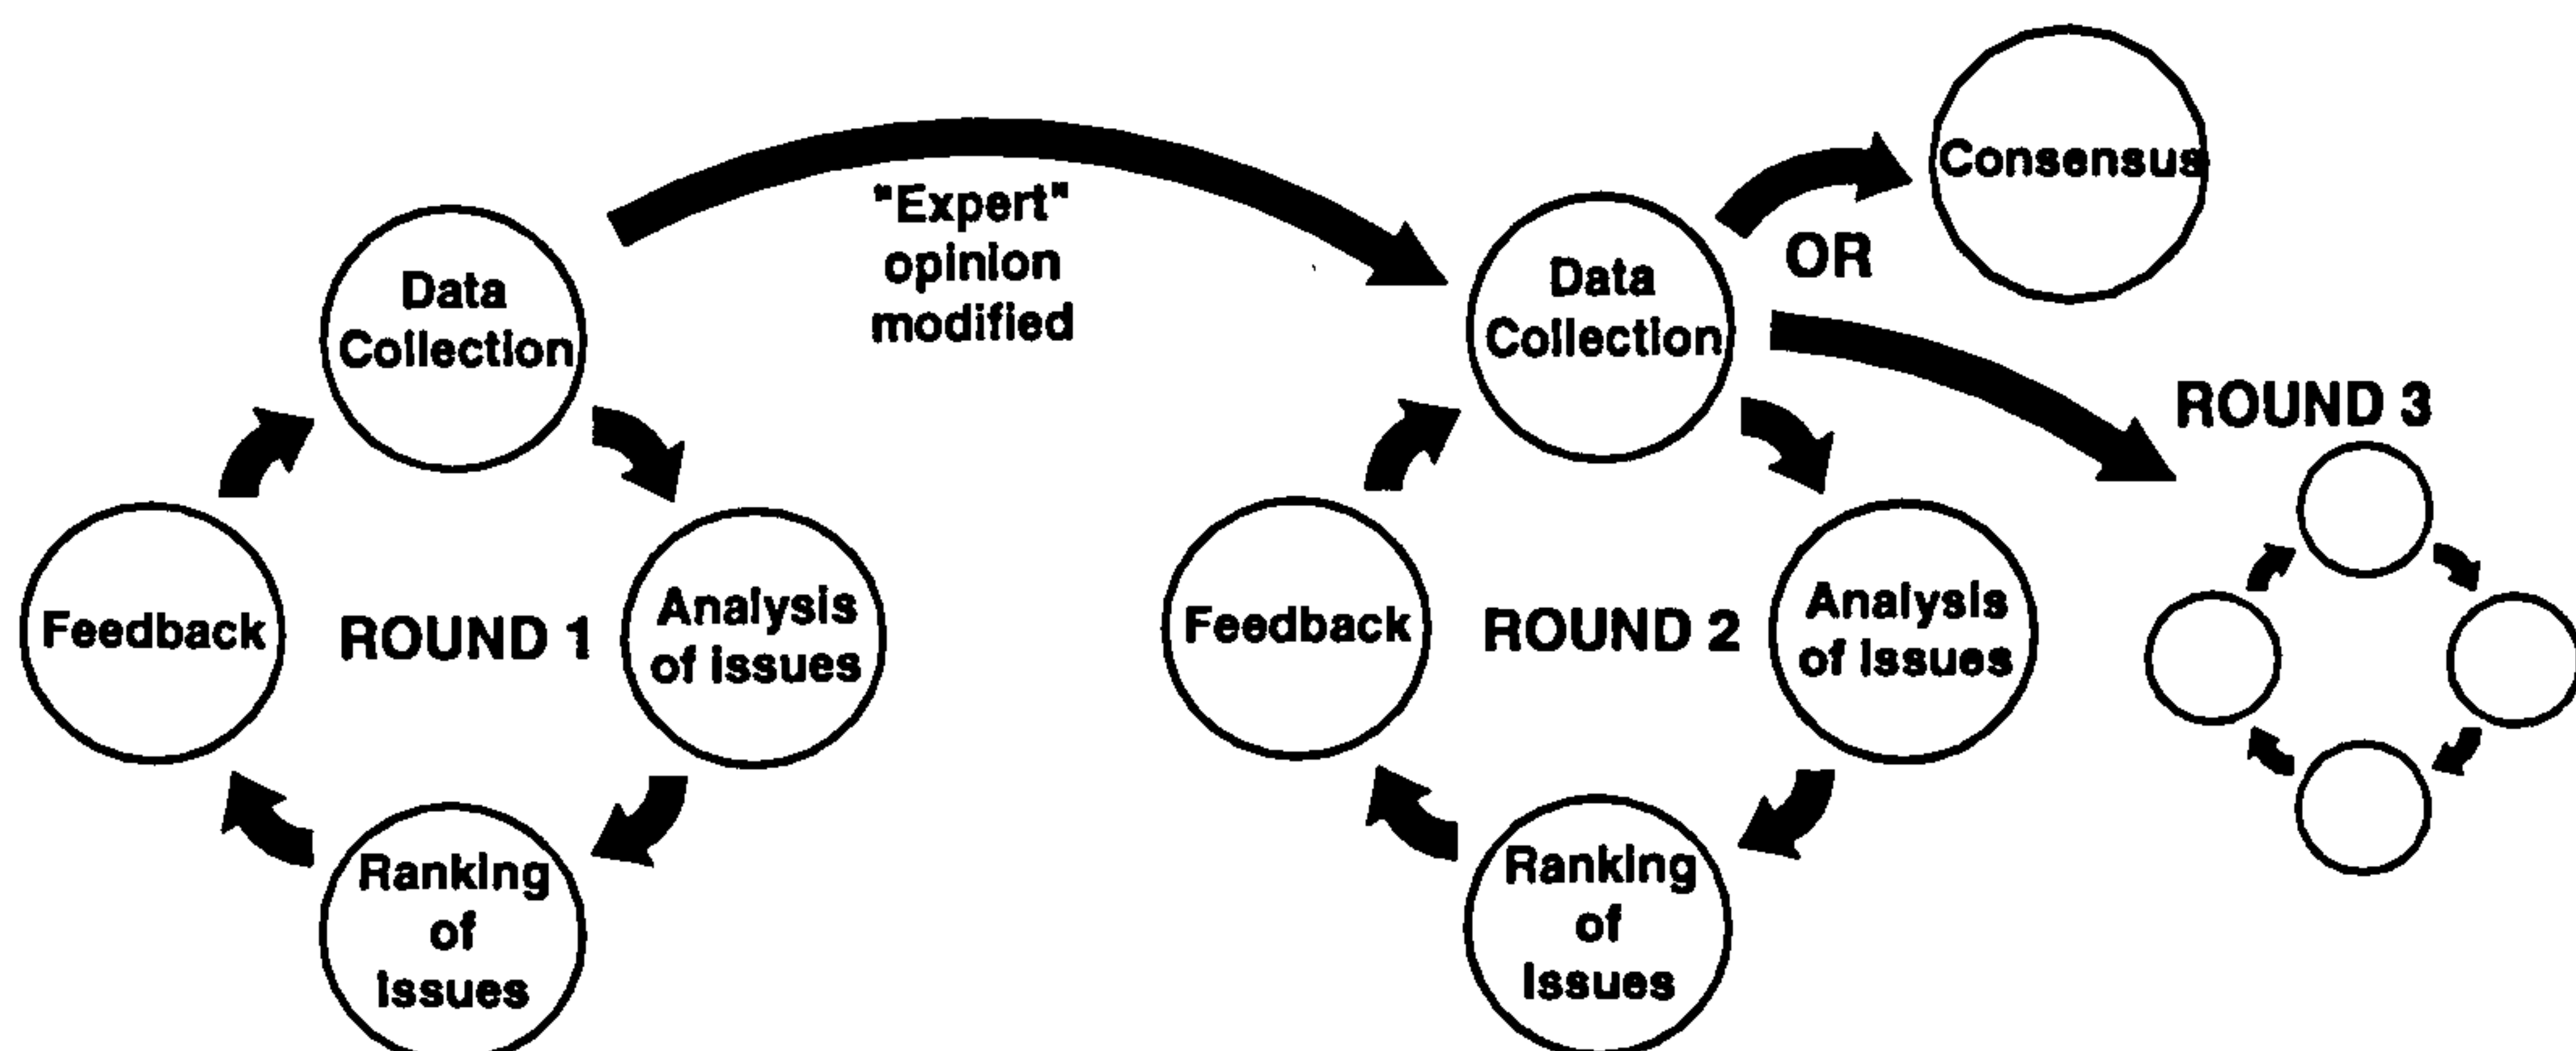 Data
Collection
Feedback
ROUND 1
Analysis
of issues
Ranking
of
issues
"Expert"
opinion
modified
Data
Collection
Feedback
ROUND 2
Analysis
of issues
Ranking
of
issues
OR
Consensus
ROUND 3